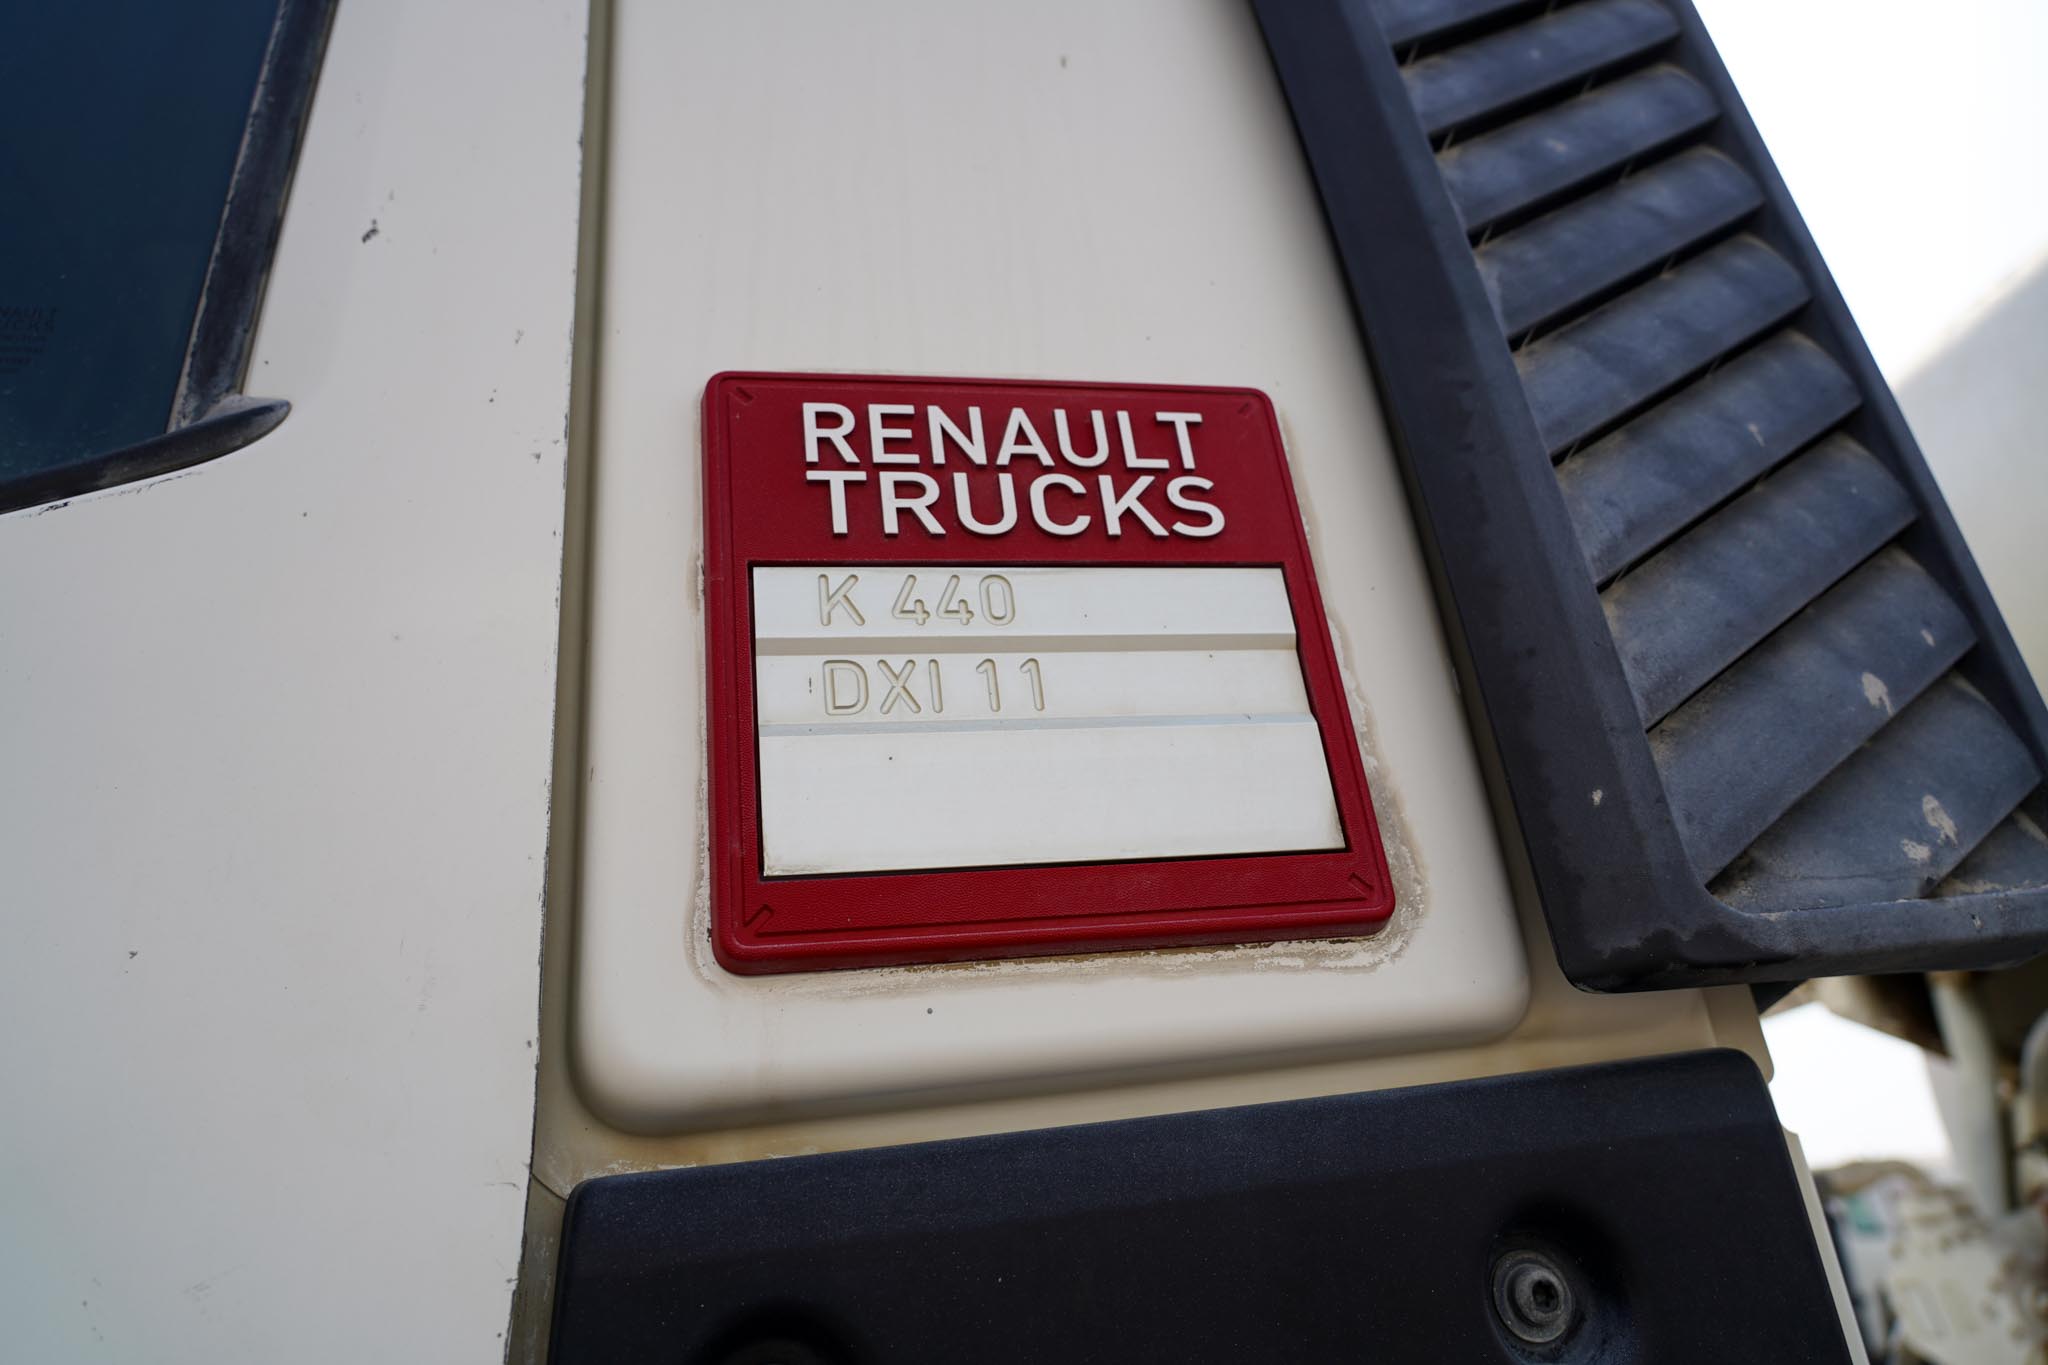 RENAULT
TRUCKS
K 440
DXI 11